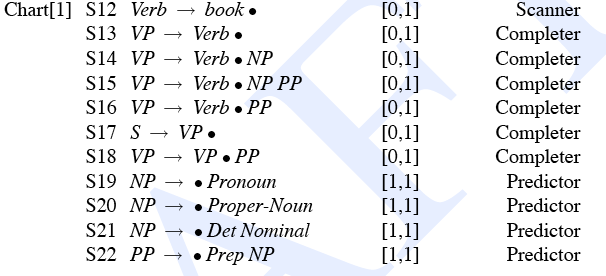 Chart[1] S12 Verb → book • [0,1] Scanner
S13 VP → Verb • [0,1] Completer
S14 VP → Verb • NP [0,1] Completer
S15 VP → Verb • NP PP [0,1] Completer
S16 VP → Verb • PP [0,1] Completer
S17 S → VP • [0,1] Completer
S18 VP → VP • PP [0,1] Completer
S19 NP → • Pronoun [1,1] Predictor
S20 NP → • Proper-Noun [1,1] Predictor
S21 NP → • Det Nominal [1,1] Predictor
S22 PP → • Prep NP [1,1] Predictor